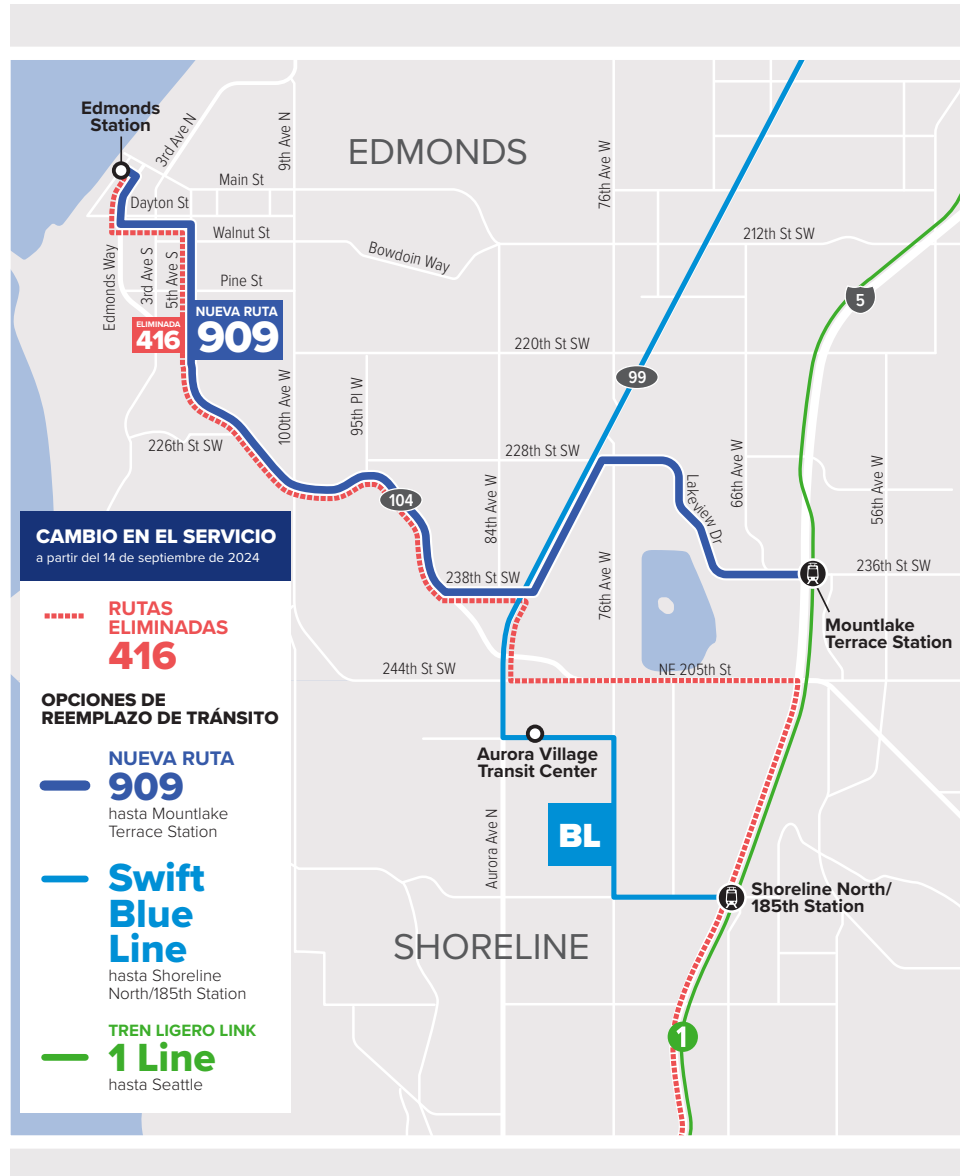 Edmonds
Station
3rd Ave N
9th Ave N
EDMONDS
76th Ave W
Main St
Dayton St
Walnut St
Bowdoin Way
212th St SW
Edmonds Way
3rd Ave S
5th Ave S
Pine St
5
ELIMINADA
416
NUEVA RUTA
909
220th St SW
99
100th Ave W
95th Pl W
226th St SW
228th St SW
84th Ave W
66th Ave W
56th Ave W
Lakeview Dr
104
CAMBIO EN EL SERVICIO
a partir del 14 de septiembre de 2024
238th St SW
76th Ave W
236th St SW
Mountlake
Terrace Station
RUTAS
ELIMINADAS
416
244th St SW
NE 205th St
OPCIONES DE
REEMPLAZO DE TRÁNSITO
NUEVA RUTA
909
hasta Mountlake
Terrace Station
Aurora Village
Transit Center
Aurora Ave N
BL
Swift
Blue
Line
hasta Shoreline
North/185th Station
Shoreline North/
185th Station
SHORELINE
TREN LIGERO LINK
1 Line
hasta Seattle
1